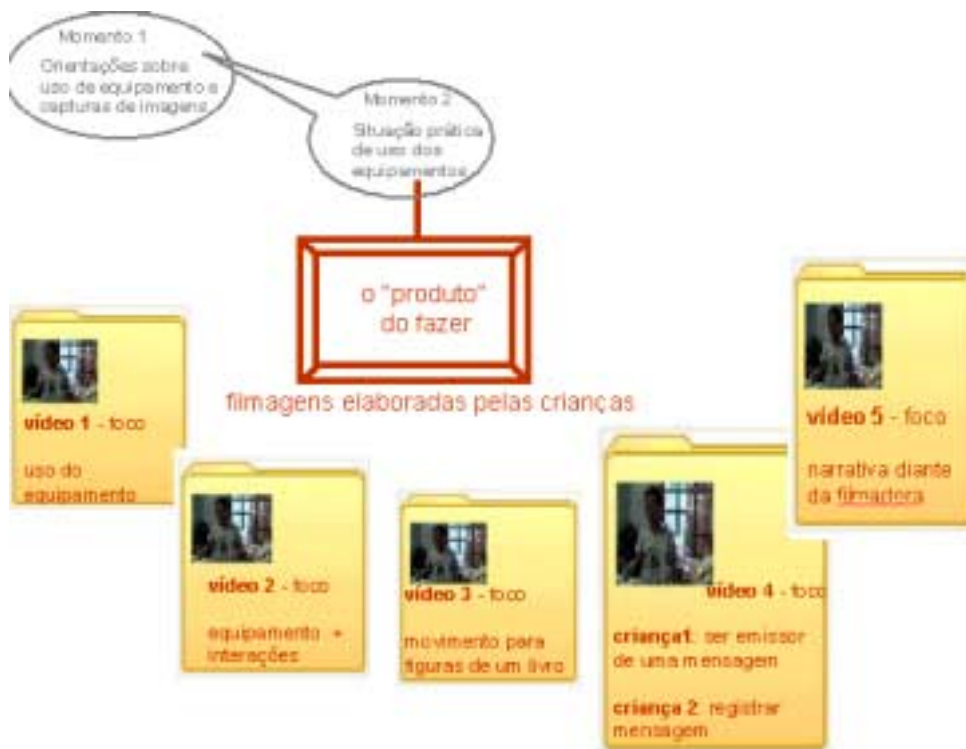 Momento 1
Orientações sobre
uso de equipamento e
capturas de imagens
Momento 2
Situação prática
de uso dos
equipamentos
o "produto"
do fazer
filmagens elaboradas pelas crianças
vídeo 1 - foco
uso do
equipamento
vídeo 2 - foco
equipamento +
interações
vídeo 3 - foco
movimento para
figuras de um livro
vídeo 4 - foco
criança1: ser emissor
de uma mensagem
criança 2: registrar
mensagem
vídeo 5 - foco
narrativa diante
da filmadora